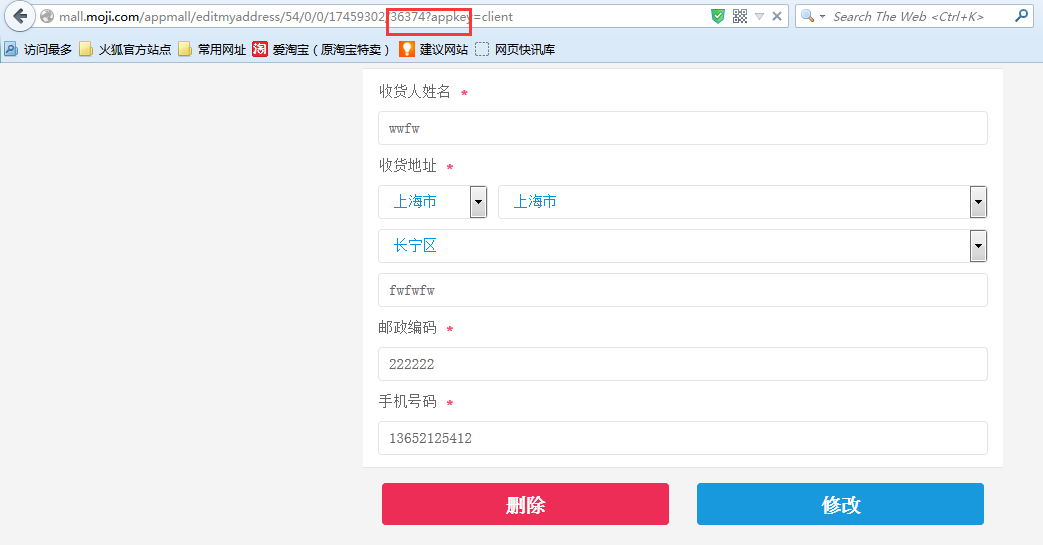 mall.moji.com/appmall/editmyaddress/54/0/0/17459302/36374?appkey=client
Search The Web <Ctrl+K>
访问最多 火狐官方站点 常用网址 淘 爱淘宝（原淘宝特卖） 建议网站 网页快讯库
收货人姓名 *
wwfw
收货地址 *
上海市 上海市
长宁区
fwfwfw
邮政编码 *
222222
手机号码 *
13652125412
删除 修改